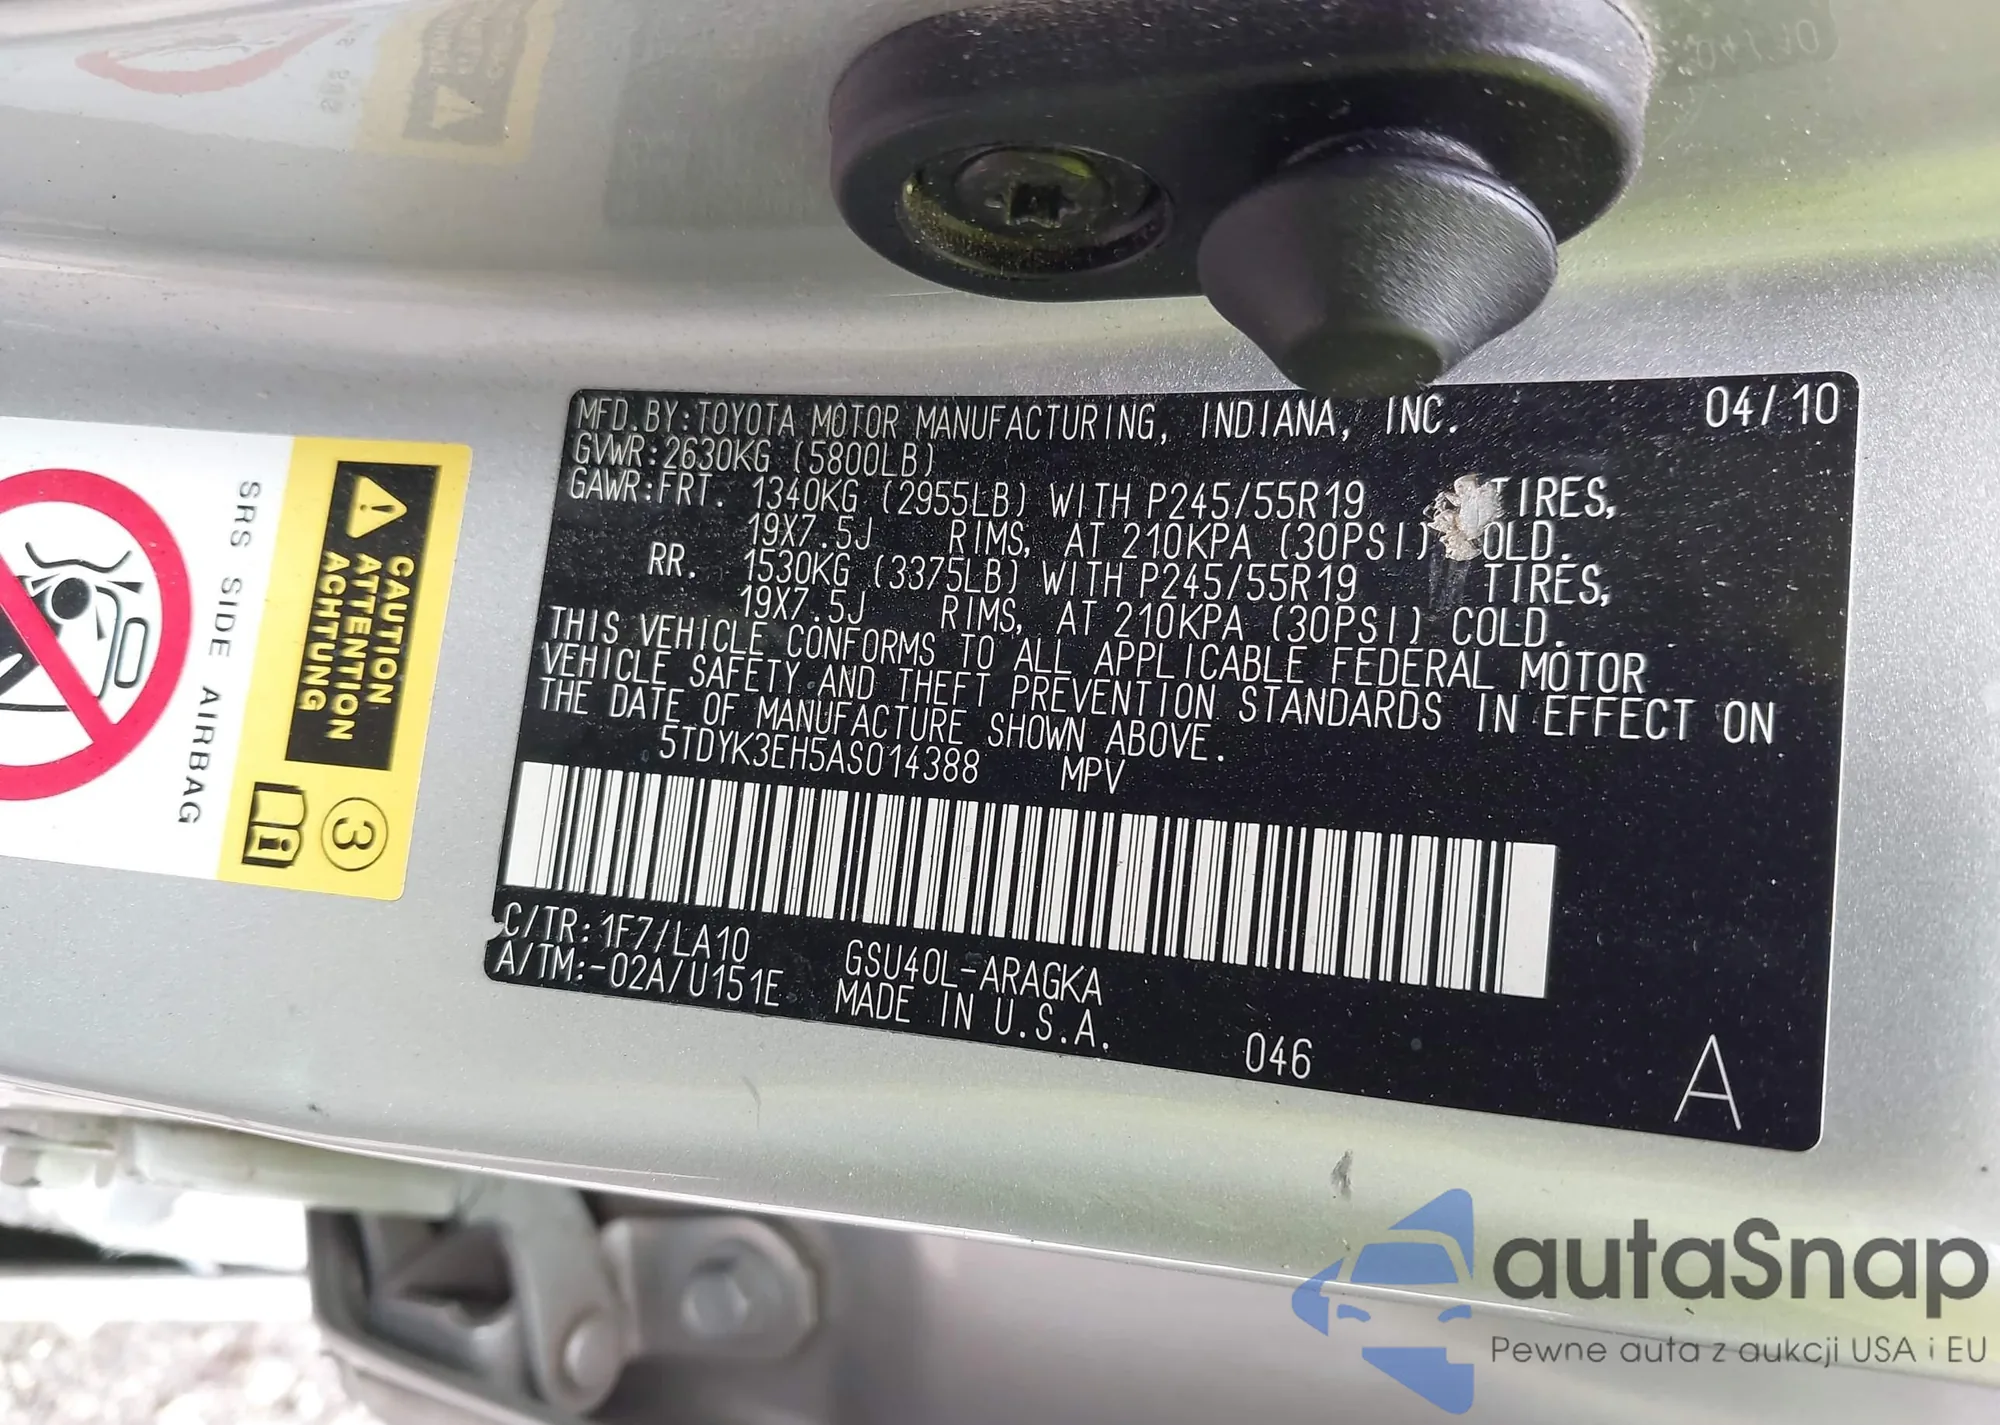 MFD.BY:TOYOTA MOTOR MANUFACTURING, INDIANA, INC. 04/10
GVWR:2630KG (5800LB)
GAWR:FRT. 1340KG (2955LB) WITH P245/55R19 TIRES,
19X7.5J RIMS, AT 210KPA (30PSI) COLD.
RR. 1530KG (3375LB) WITH P245/55R19 TIRES,
19X7.5J RIMS, AT 210KPA (30PSI) COLD.
THIS VEHICLE CONFORMS TO ALL APPLICABLE FEDERAL MOTOR
VEHICLE SAFETY AND THEFT PREVENTION STANDARDS IN EFFECT ON
THE DATE OF MANUFACTURE SHOWN ABOVE.
5TDYK3EH5AS014388 MPV
C/TR:1F7/LA10 GSU40L-ARAGKA
A/TM:-02A/U151E MADE IN U.S.A.
046
A
CAUTION
ATTENTION
ACHTUNG
3
SRS SIDE AIRBAG
autaSnap
Pewne auta z aukcji USA i EU